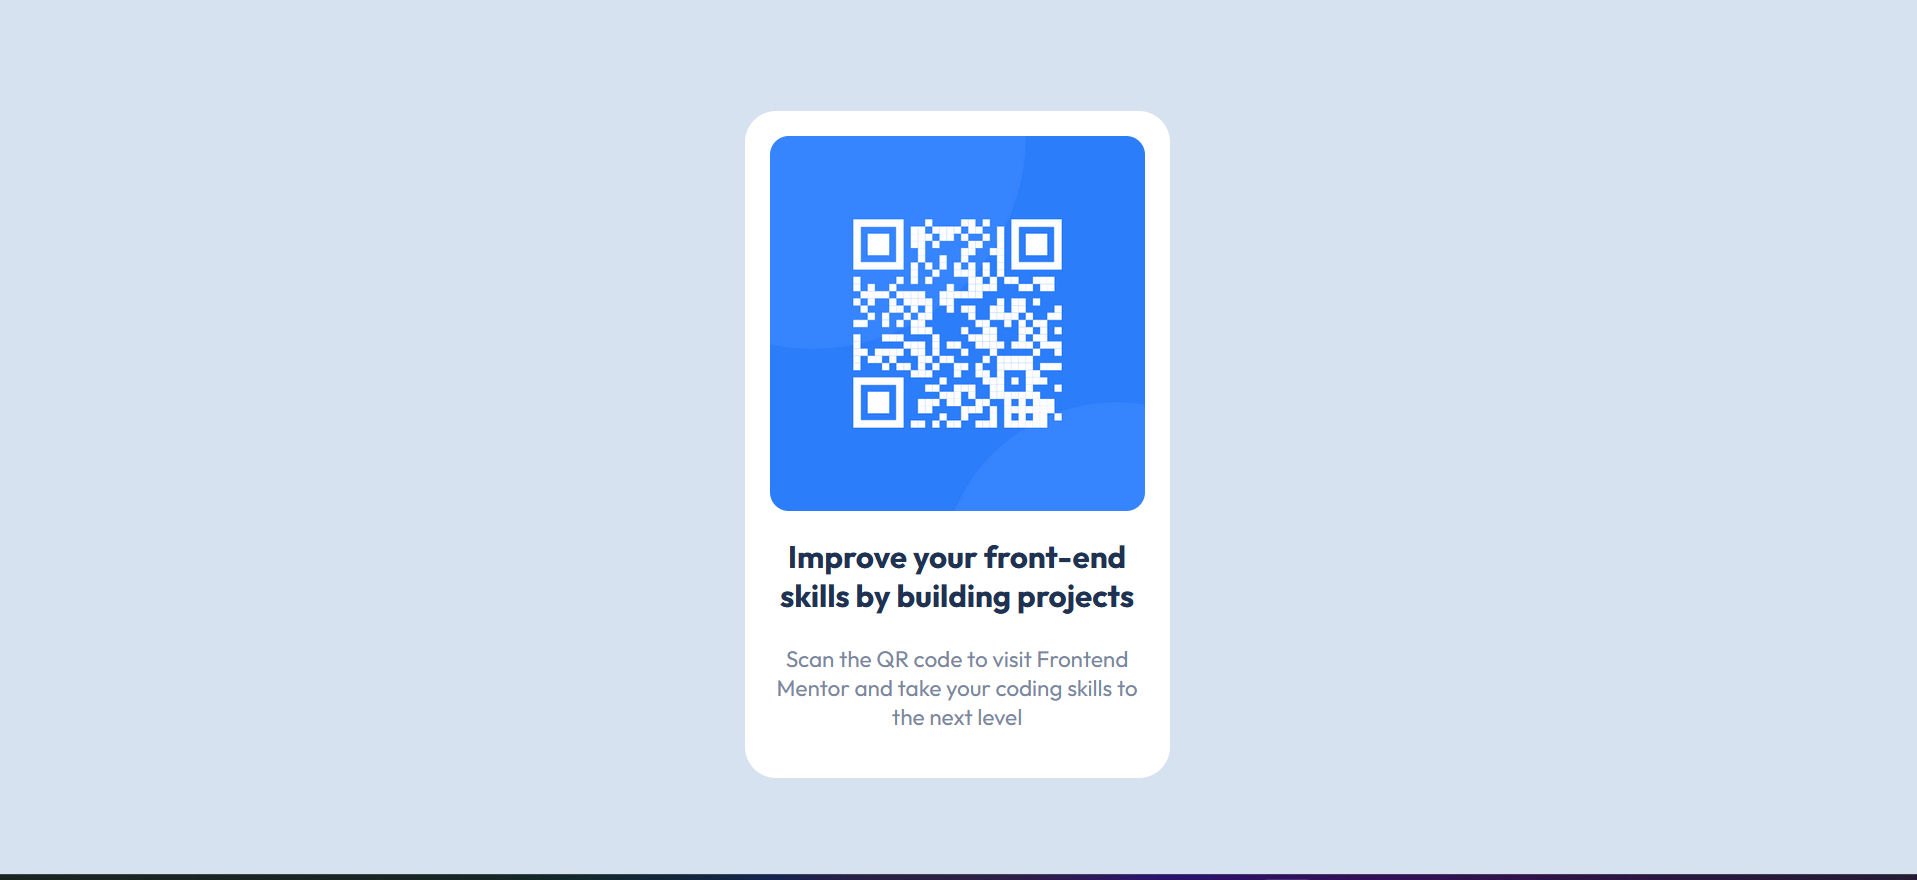 Improve your front-end
skills by building projects
Scan the QR code to visit Frontend
Mentor and take your coding skills to
the next level